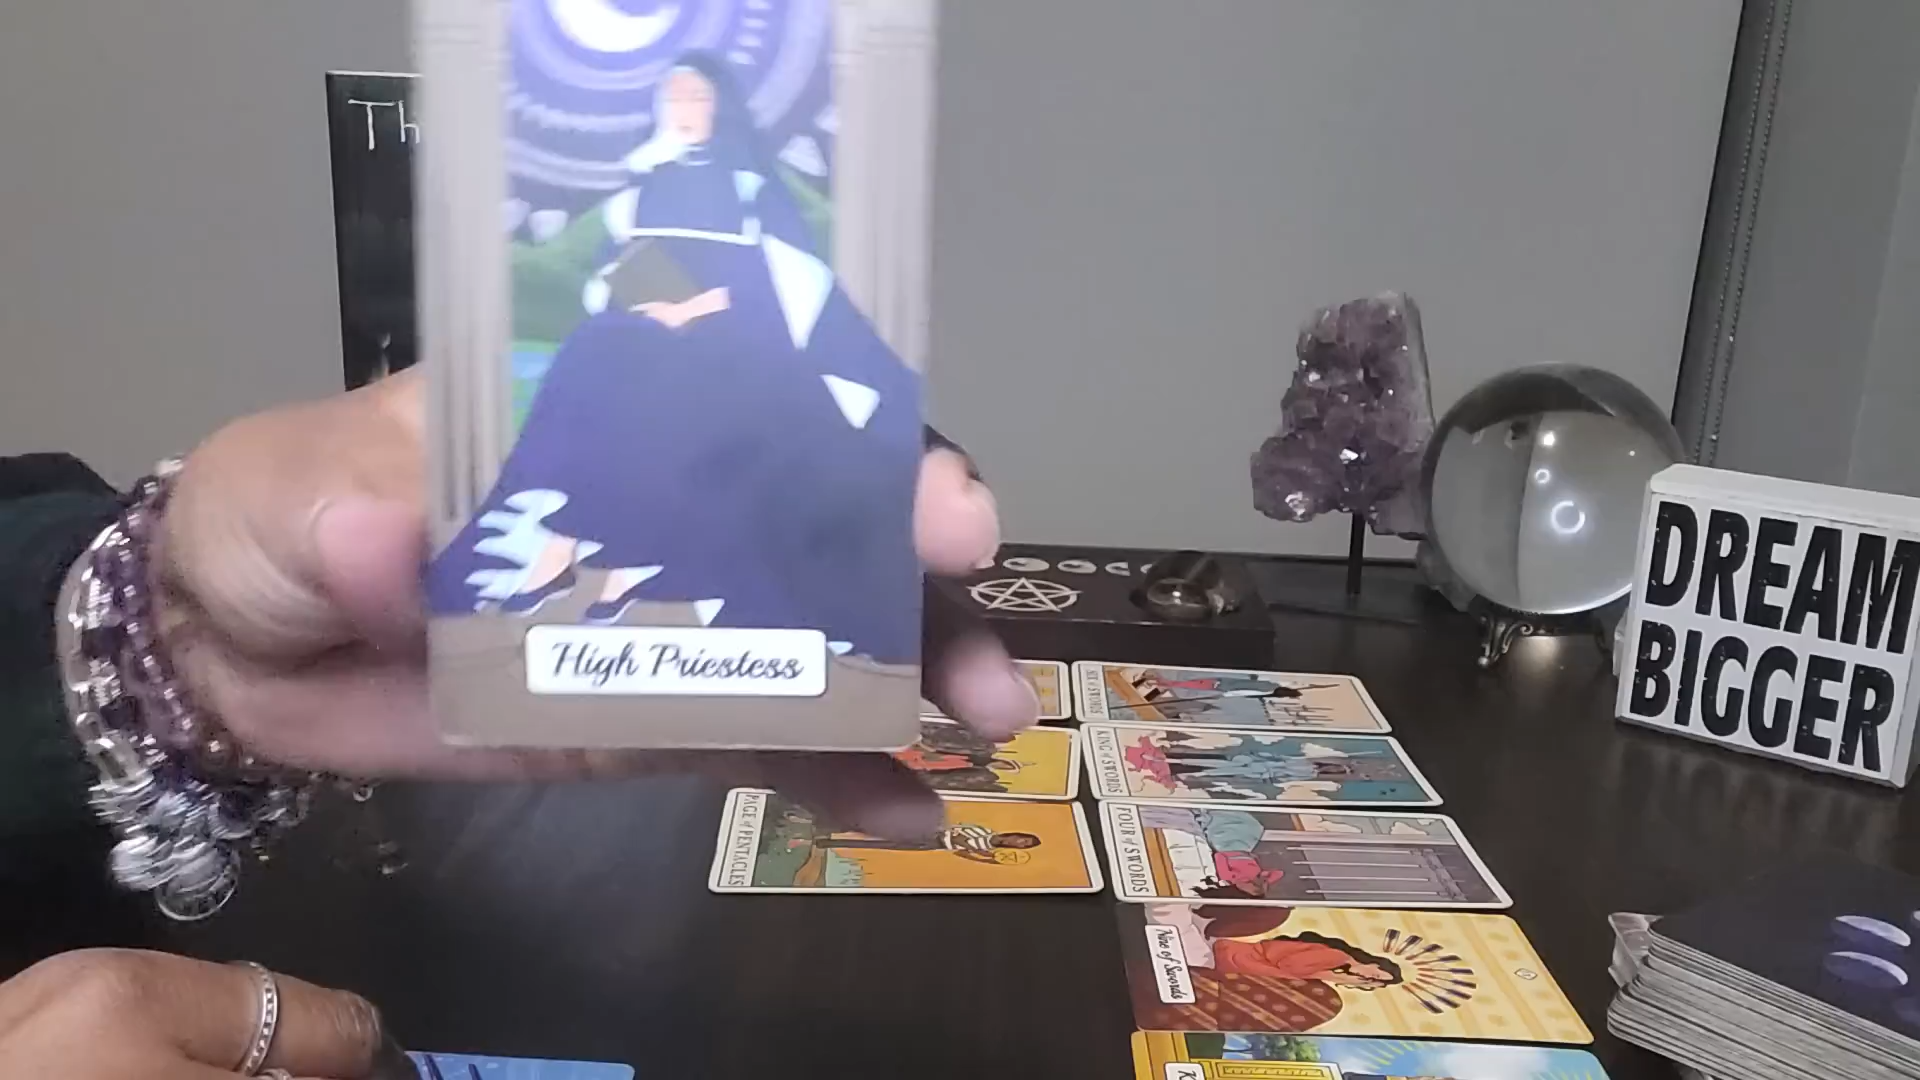 Th
High Priestess
DREAM
BIGGER
SIX of SWORDS
KING of SWORDS
PAGE of PENTACLES
FOUR of SWORDS
Nine of Swords
K